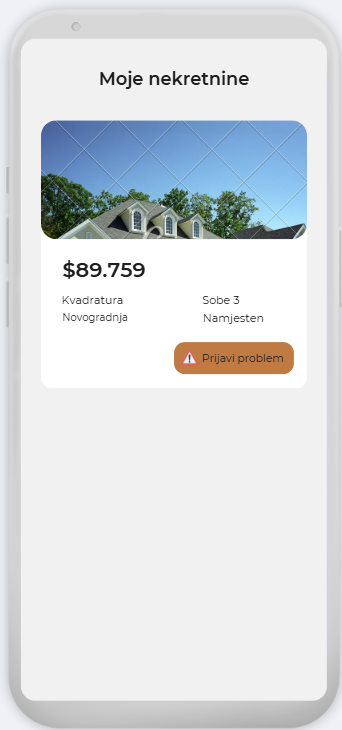 Moje nekretnine
$89.759
Kvadratura
Sobe 3
Novogradnja
Namjesten
Prijavi problem